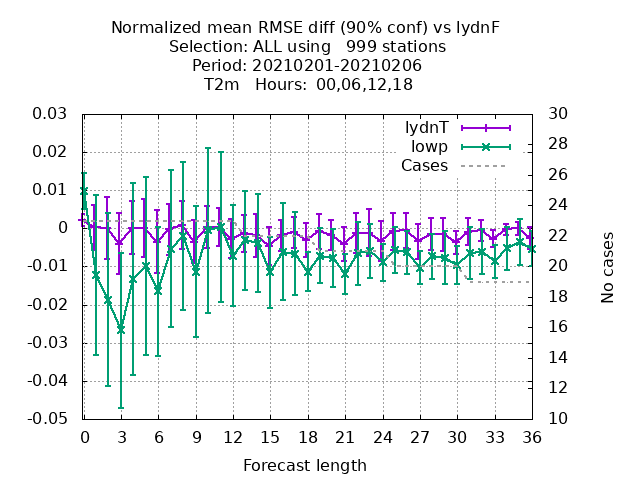 Normalized mean RMSE diff (90% conf) vs lydnF
Selection: ALL using   999 stations
Period: 20210201-20210206
T2m   Hours:  00,06,12,18
0.03
0.02
0.01
0
-0.01
-0.02
-0.03
-0.04
-0.05
30
28
26
24
22
20
18
16
14
12
10
lydnT
lowp
Cases
No cases
0 3 6 9 12 15 18 21 24 27 30 33 36
Forecast length